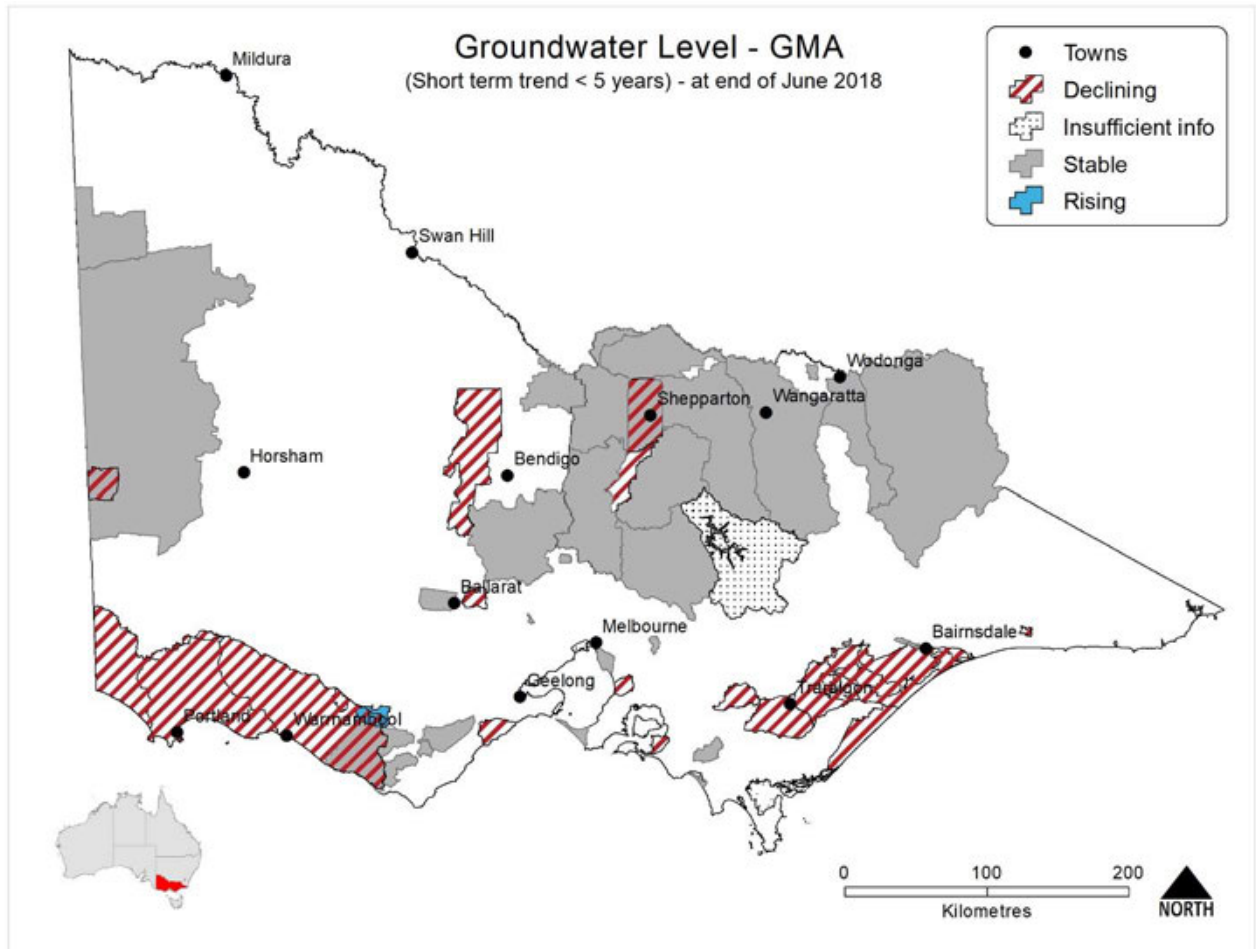 Groundwater Level - GMA
(Short term trend < 5 years) - at end of June 2018
Towns
Declining
Insufficient info
Stable
Rising
Mildura
Swan Hill
Wodonga
Shepparton
Wangaratta
Horsham
Bendigo
Ballarat
Melbourne
Bairnsdale
Geelong
Traralgon
Portland
Warrnambool
0 100 200
Kilometres
NORTH